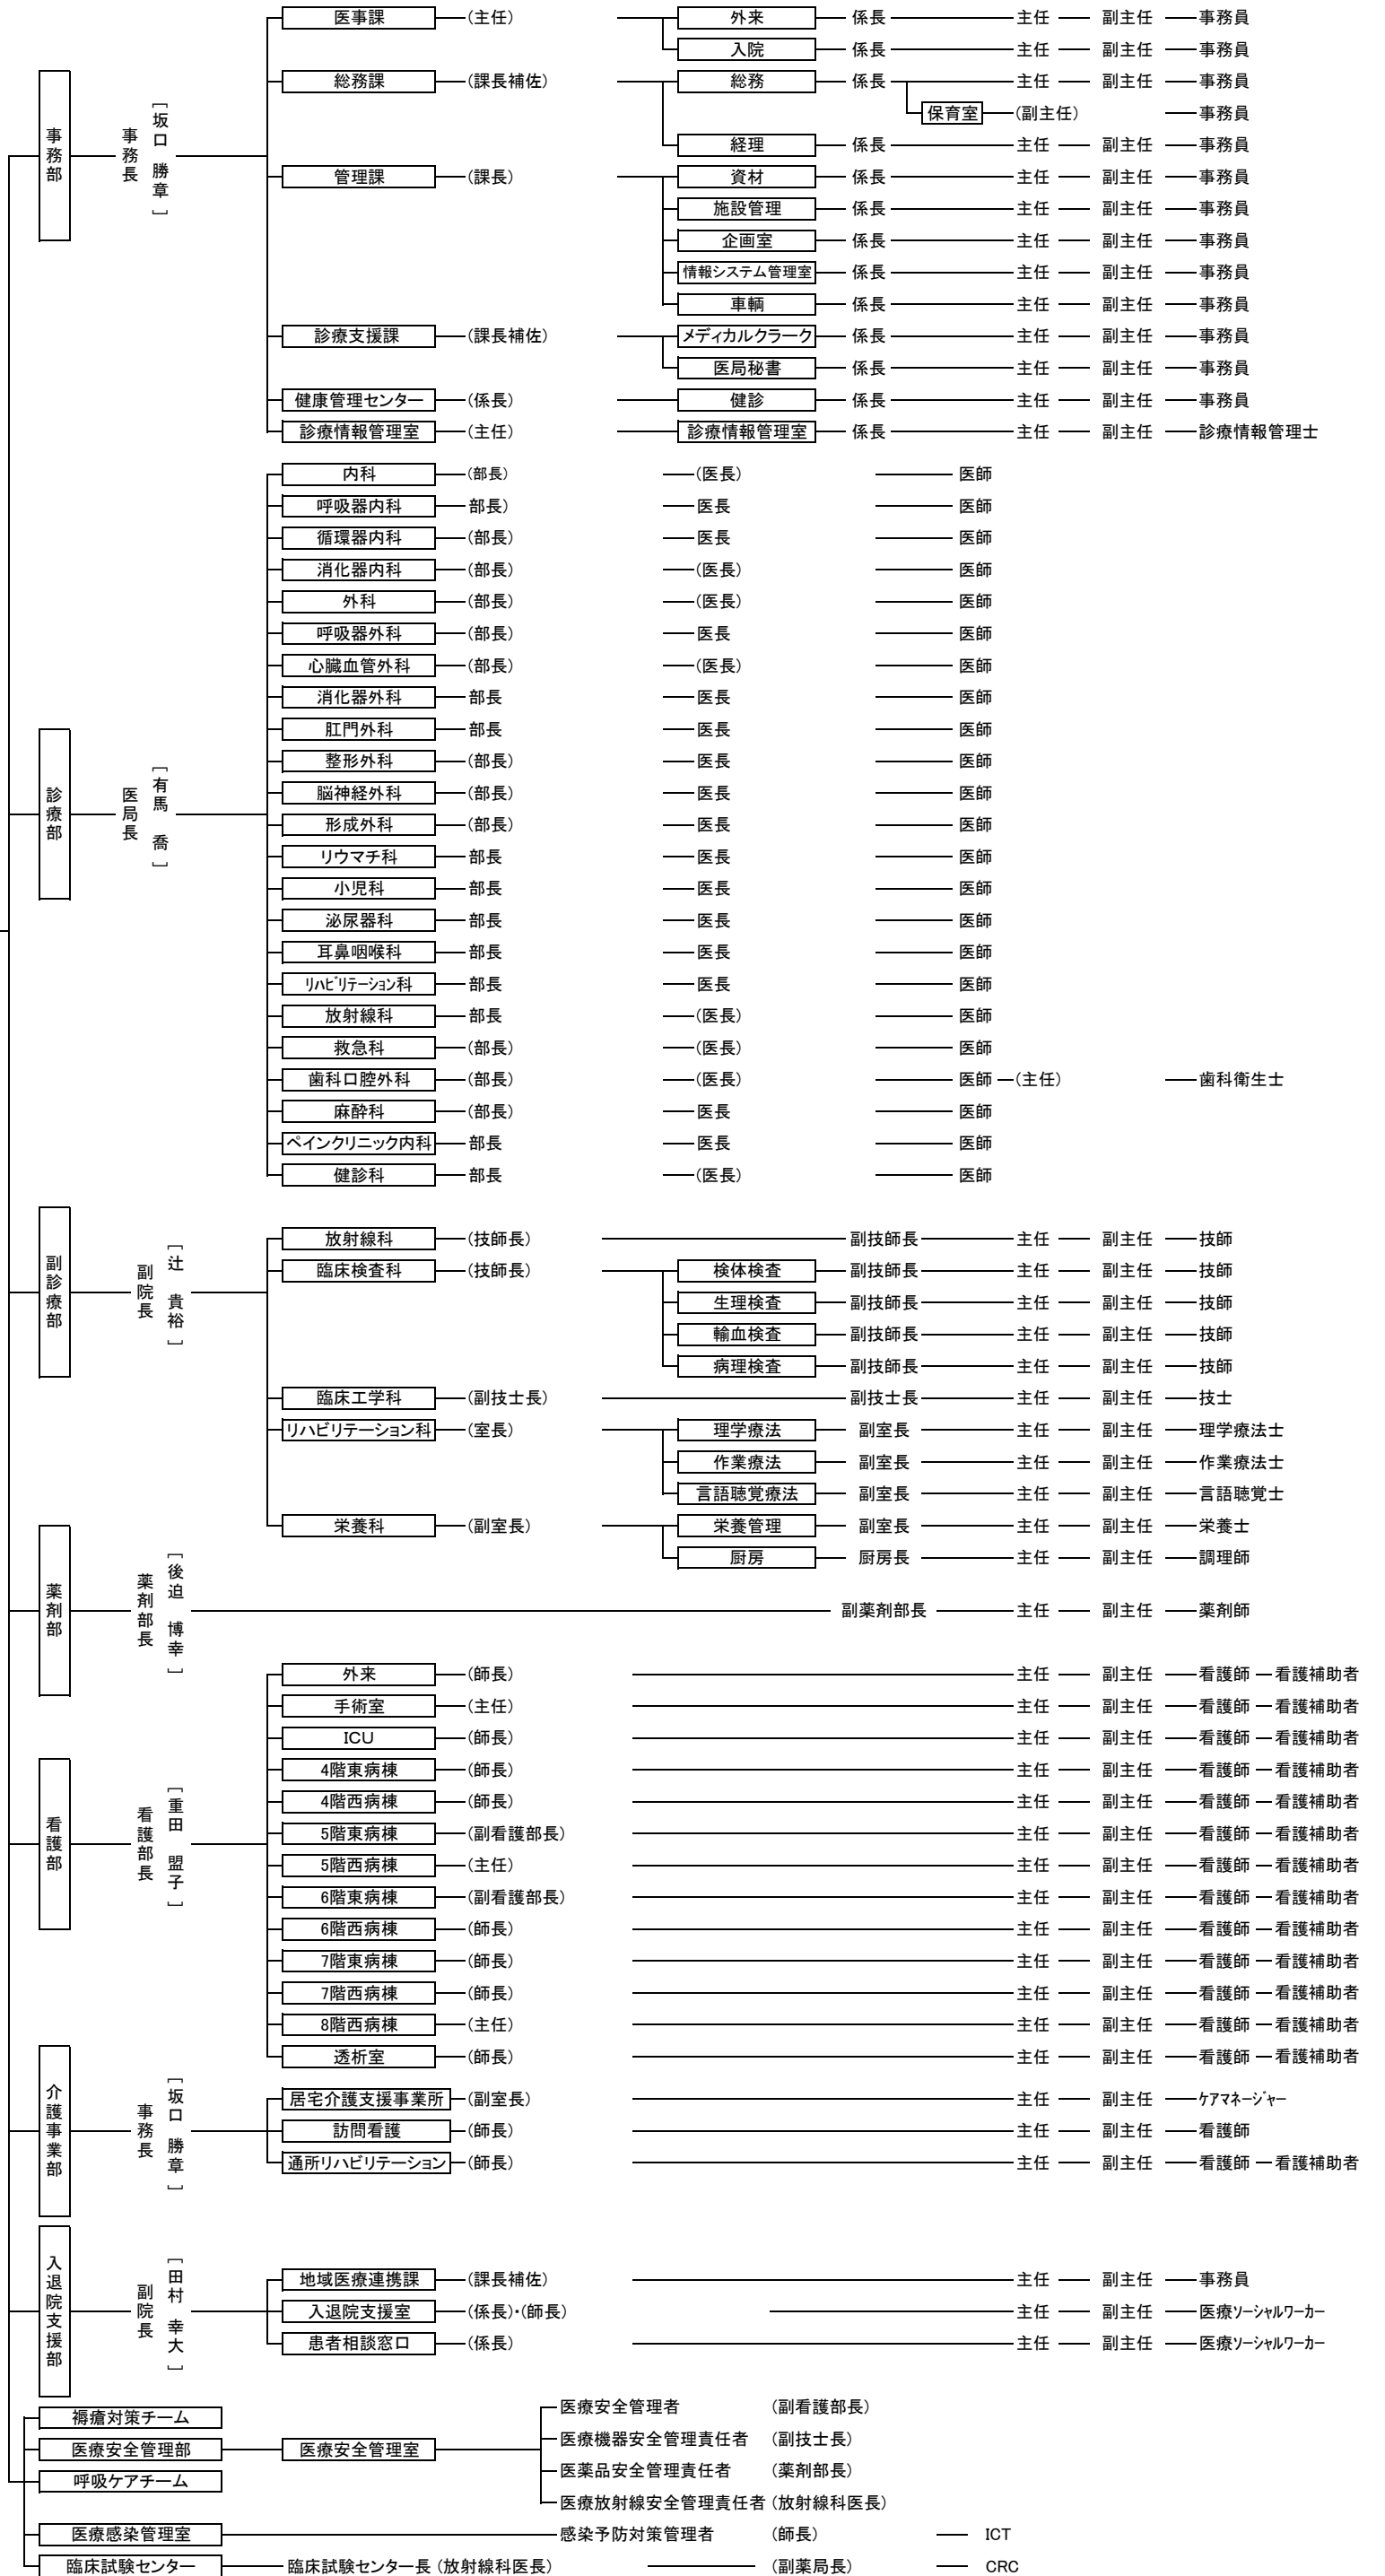 事務部
事務長
[坂口 勝章]
医事課 (主任) 外来 係長 主任 副主任 事務員
入院 係長 主任 副主任 事務員
総務課 (課長補佐) 総務 係長 主任 副主任 事務員
保育室 (副主任) 事務員
経理 係長 主任 副主任 事務員
管理課 (課長) 資材 係長 主任 副主任 事務員
施設管理 係長 主任 副主任 事務員
企画室 係長 主任 副主任 事務員
情報システム管理室 係長 主任 副主任 事務員
車輌 係長 主任 副主任 事務員
診療支援課 (課長補佐) メディカルクラーク 係長 主任 副主任 事務員
医局秘書 係長 主任 副主任 事務員
健康管理センター (係長) 健診 係長 主任 副主任 事務員
診療情報管理室 (主任) 診療情報管理室 係長 主任 副主任 診療情報管理士
診療部
医局長
[有馬 喬]
内科 (部長) (医長) 医師
呼吸器内科 部長) 医長 医師
循環器内科 (部長) 医長 医師
消化器内科 (部長) (医長) 医師
外科 (部長) (医長) 医師
呼吸器外科 (部長) 医長 医師
心臓血管外科 (部長) (医長) 医師
消化器外科 部長 医長 医師
肛門外科 部長 医長 医師
整形外科 (部長) 医長 医師
脳神経外科 (部長) 医長 医師
形成外科 (部長) 医長 医師
リウマチ科 部長 医長 医師
小児科 部長 医長 医師
泌尿器科 部長 医長 医師
耳鼻咽喉科 部長 医長 医師
ﾘﾊﾋﾞﾘﾃｰｼｮﾝ科 部長 医長 医師
放射線科 部長 (医長) 医師
救急科 (部長) (医長) 医師
歯科口腔外科 (部長) (医長) 医師 (主任) 歯科衛生士
麻酔科 (部長) 医長 医師
ペインクリニック内科 部長 医長 医師
健診科 部長 (医長) 医師
副診療部
副院長
[辻 貴裕]
放射線科 (技師長) 副技師長 主任 副主任 技師
臨床検査科 (技師長) 検体検査 副技師長 主任 副主任 技師
生理検査 副技師長 主任 副主任 技師
輸血検査 副技師長 主任 副主任 技師
病理検査 副技師長 主任 副主任 技師
臨床工学科 (副技士長) 副技士長 主任 副主任 技士
リハビリテーション科 (室長) 理学療法 副室長 主任 副主任 理学療法士
作業療法 副室長 主任 副主任 作業療法士
言語聴覚療法 副室長 主任 副主任 言語聴覚士
栄養科 (副室長) 栄養管理 副室長 主任 副主任 栄養士
厨房 厨房長 主任 副主任 調理師
薬剤部
薬剤部長
[後迫 博幸]
副薬剤部長 主任 副主任 薬剤師
看護部
看護部長
[重田 盟子]
外来 (師長) 主任 副主任 看護師 看護補助者
手術室 (主任) 主任 副主任 看護師 看護補助者
ICU (師長) 主任 副主任 看護師 看護補助者
4階東病棟 (師長) 主任 副主任 看護師 看護補助者
4階西病棟 (師長) 主任 副主任 看護師 看護補助者
5階東病棟 (副看護部長) 主任 副主任 看護師 看護補助者
5階西病棟 (主任) 主任 副主任 看護師 看護補助者
6階東病棟 (副看護部長) 主任 副主任 看護師 看護補助者
6階西病棟 (師長) 主任 副主任 看護師 看護補助者
7階東病棟 (師長) 主任 副主任 看護師 看護補助者
7階西病棟 (師長) 主任 副主任 看護師 看護補助者
8階西病棟 (主任) 主任 副主任 看護師 看護補助者
透析室 (師長) 主任 副主任 看護師 看護補助者
介護事業部
事務長
[坂口 勝章]
居宅介護支援事業所 (副室長) 主任 副主任 ｹｱﾏﾈｰｼﾞｬｰ
訪問看護 (師長) 主任 副主任 看護師
通所リハビリテーション (師長) 主任 副主任 看護師 看護補助者
入退院支援部
副院長
[田村 幸大]
地域医療連携課 (課長補佐) 主任 副主任 事務員
入退院支援室 (係長)・(師長) 主任 副主任 医療ｿｰｼｬﾙﾜｰｶｰ
患者相談窓口 (係長) 主任 副主任 医療ｿｰｼｬﾙﾜｰｶｰ
褥瘡対策チーム
医療安全管理部 医療安全管理室
呼吸ケアチーム
医療安全管理者 (副看護部長)
医療機器安全管理責任者 (副技士長)
医薬品安全管理責任者 (薬剤部長)
医療放射線安全管理責任者 (放射線科医長)
医療感染管理室 感染予防対策管理者 (師長) ICT
臨床試験センター 臨床試験センター長 (放射線科医長) (副薬局長) CRC